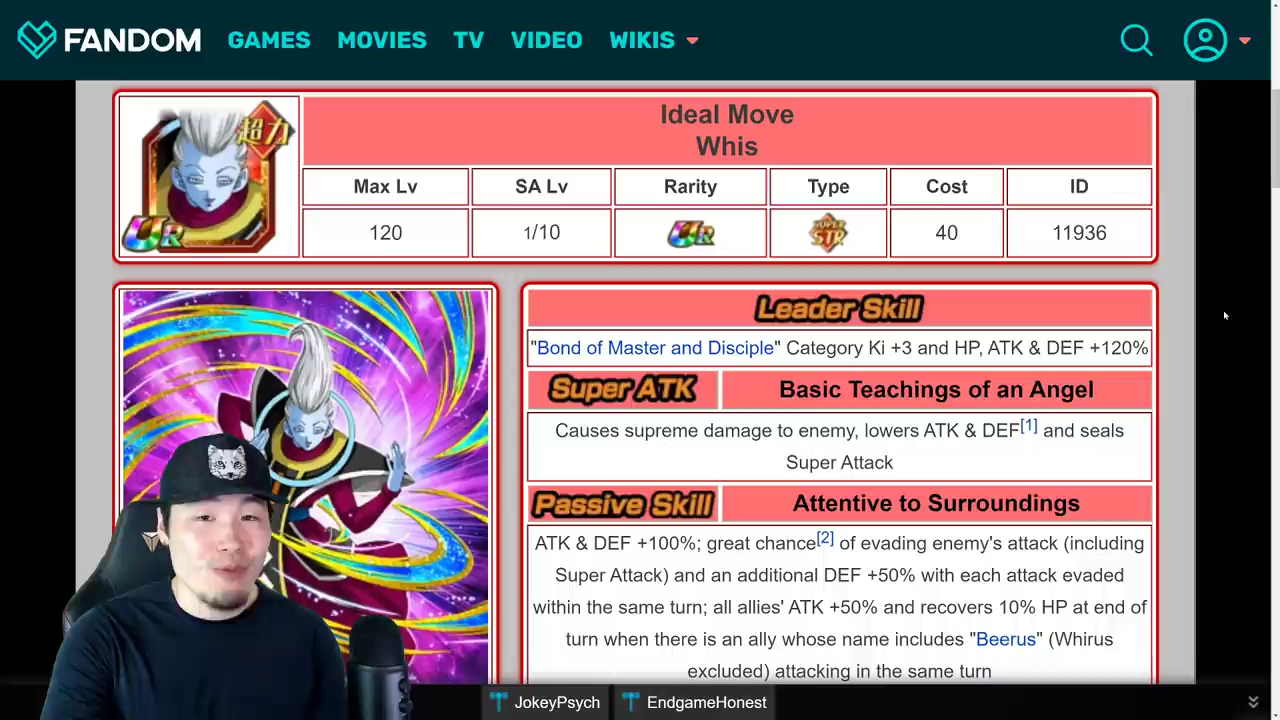 FANDOM GAMES MOVIES TV VIDEO WIKIS
超力
UR
Ideal Move
Whis
Max Lv SA Lv Rarity Type Cost ID
120 1/10 UR SUPER STR 40 11936
Leader Skill
"Bond of Master and Disciple" Category Ki +3 and HP, ATK & DEF +120%
Super ATK Basic Teachings of an Angel
Causes supreme damage to enemy, lowers ATK & DEF[1] and seals
Super Attack
Passive Skill Attentive to Surroundings
ATK & DEF +100%; great chance[2] of evading enemy's attack (including
Super Attack) and an additional DEF +50% with each attack evaded
within the same turn; all allies' ATK +50% and recovers 10% HP at end of
turn when there is an ally whose name includes "Beerus" (Whirus
excluded) attacking in the same turn
JokeyPsych EndgameHonest